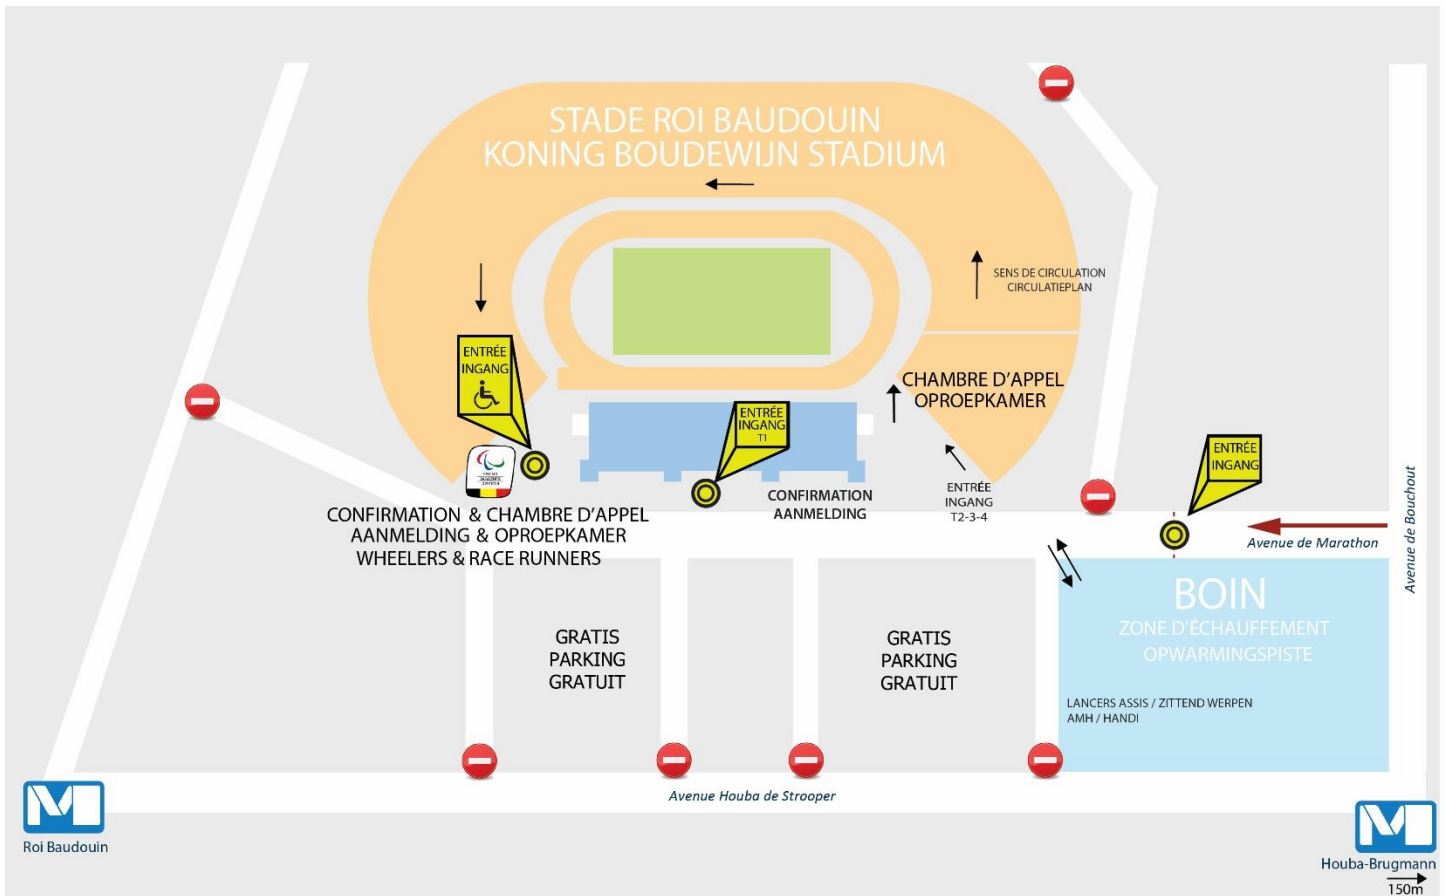 STADE ROI BAUDOUIN
KONING BOUDEWIJN STADIUM
SENS DE CIRCULATION
CIRCULATIEPLAN
ENTRÉE
INGANG
CHAMBRE D'APPEL
OPROEPKAMER
ENTRÉE
INGANG
T1
ENTRÉE
INGANG
CONFIRMATION
AANMELDING
ENTRÉE
INGANG
T2-3-4
CONFIRMATION & CHAMBRE D'APPEL
AANMELDING & OPROEPKAMER
WHEELERS & RACE RUNNERS
Avenue de Marathon
Avenue de Bouchout
BOIN
ZONE D'ÉCHAUFFEMENT
OPWARMINGSPISTE
GRATIS
PARKING
GRATUIT
GRATIS
PARKING
GRATUIT
LANCERS ASSIS / ZITTEND WERPEN
AMH / HANDI
Avenue Houba de Strooper
M
Roi Baudouin
M
Houba-Brugmann
150m